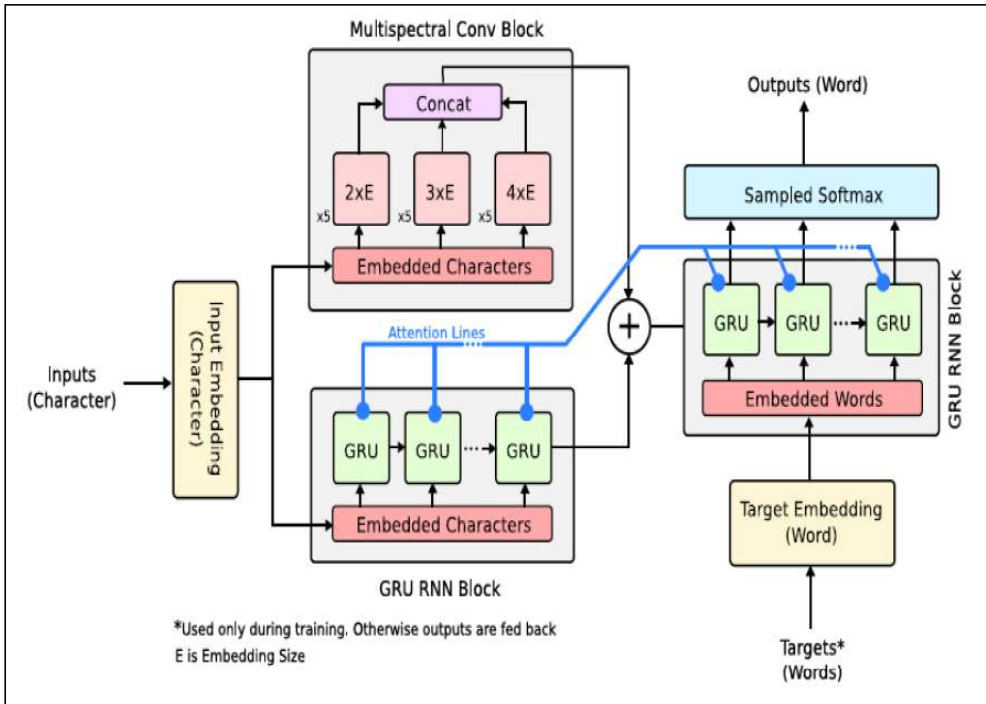 Multispectral Conv Block
Concat
2xE
3xE
4xE
x5
x5
x5
Embedded Characters
Input Embedding
(Character)
Inputs
(Character)
Attention Lines
GRU
GRU
GRU
Embedded Characters
GRU RNN Block
Outputs (Word)
Sampled Softmax
GRU
GRU
GRU
Embedded Words
GRU RNN Block
+
Target Embedding
(Word)
Targets*
(Words)
*Used only during training. Otherwise outputs are fed back
E is Embedding Size